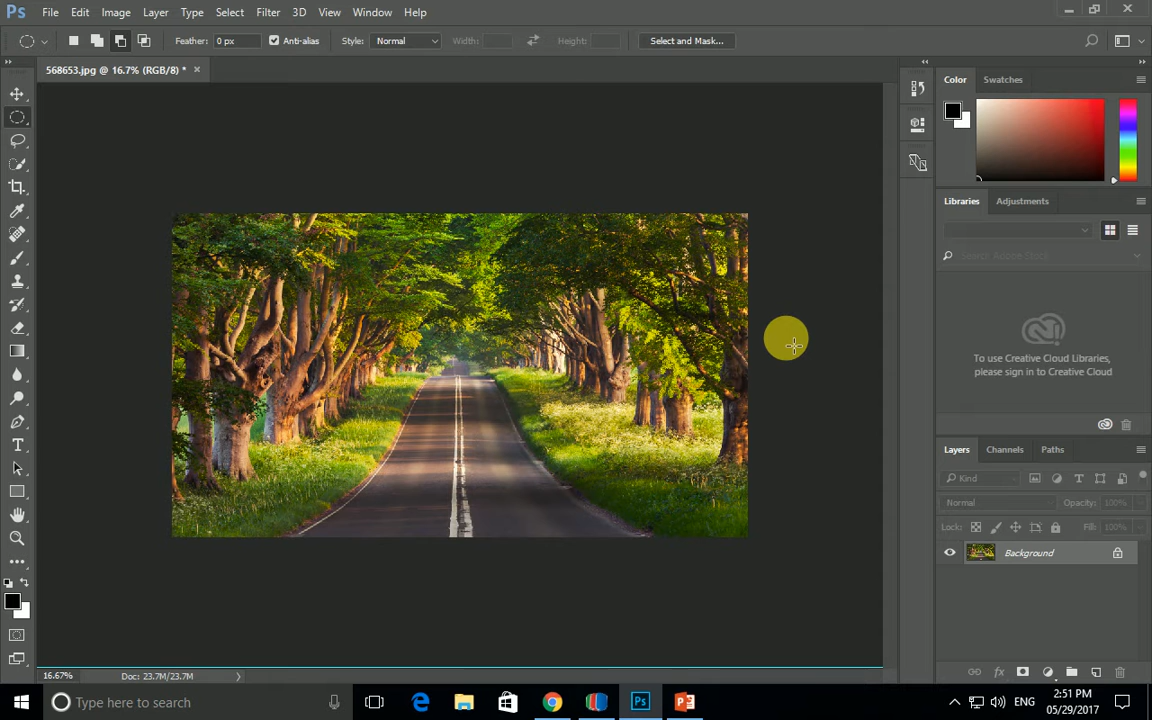 Ps File Edit Image Layer Type Select Filter 3D View Window Help
Feather: 0 px Anti-alias Style: Normal Width: Height: Select and Mask...
568653.jpg @ 16.7% (RGB/8) * ×
Color Swatches
Libraries Adjustments
Search Adobe Stock
To use Creative Cloud Libraries,
please sign in to Creative Cloud
Layers Channels Paths
Kind
Normal Opacity: 100%
Lock: Fill: 100%
Background
16.67% Doc: 23.7M/23.7M
Type here to search
ENG
2:51 PM
05/29/2017